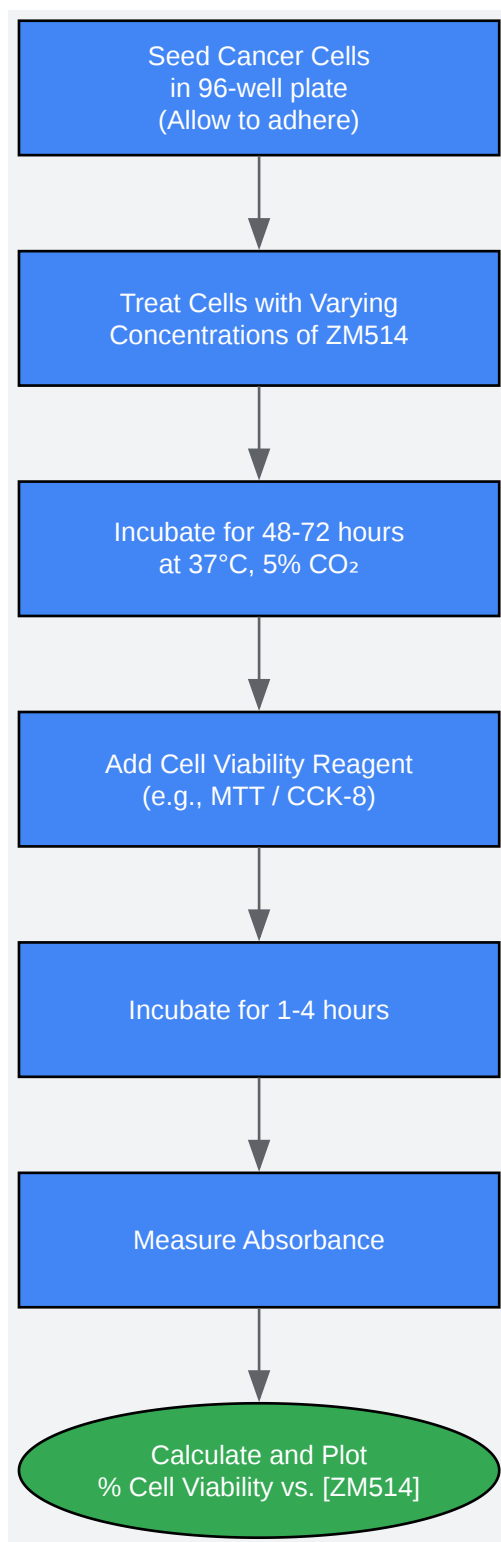 Seed Cancer Cells
in 96-well plate
(Allow to adhere)
Treat Cells with Varying
Concentrations of ZM514
Incubate for 48-72 hours
at 37°C, 5% CO₂
Add Cell Viability Reagent
(e.g., MTT / CCK-8)
Incubate for 1-4 hours
Measure Absorbance
Calculate and Plot
% Cell Viability vs. [ZM514]